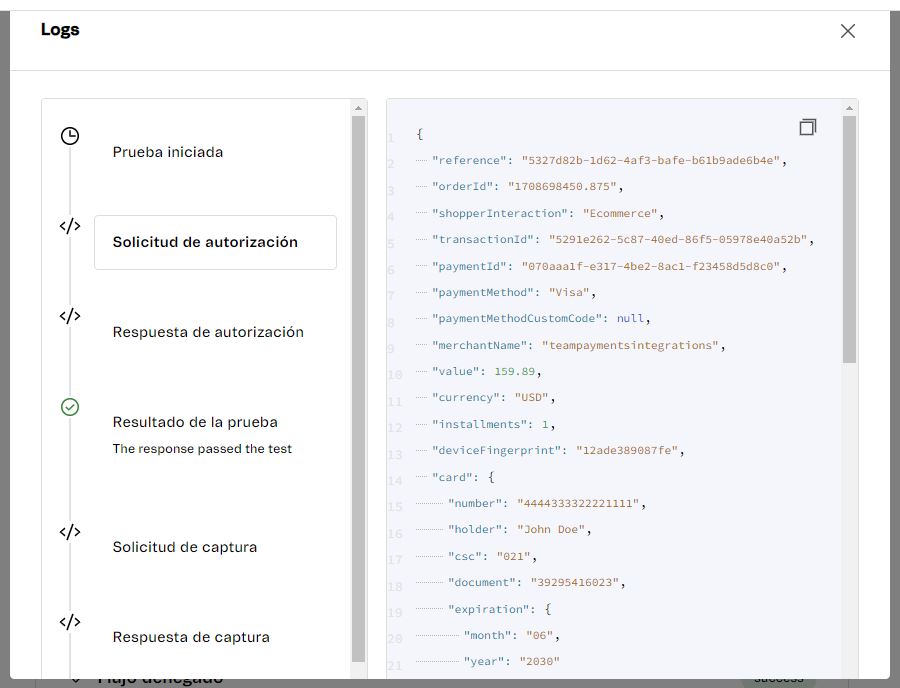 Logs
Prueba iniciada
Solicitud de autorización
Respuesta de autorización
Resultado de la prueba
The response passed the test
Solicitud de captura
Respuesta de captura
1 {
2 "reference": "5327d82b-1d62-4af3-bafe-b61b9ade6b4e",
3 "orderId": "1708698450.875",
4 "shopperInteraction": "Ecommerce",
5 "transactionId": "5291e262-5c87-40ed-86f5-05978e40a52b",
6 "paymentId": "070aaa1f-e317-4be2-8ac1-f23458d5d8c0",
7 "paymentMethod": "Visa",
8 "paymentMethodCustomCode": null,
9 "merchantName": "teampaymentsintegrations",
10 "value": 159.89,
11 "currency": "USD",
12 "installments": 1,
13 "deviceFingerprint": "12ade389087fe",
14 "card": {
15 "number": "4444333322221111",
16 "holder": "John Doe",
17 "csc": "021",
18 "document": "39295416023",
19 "expiration": {
20 "month": "06",
21 "year": "2030"
Flujo denegado
success